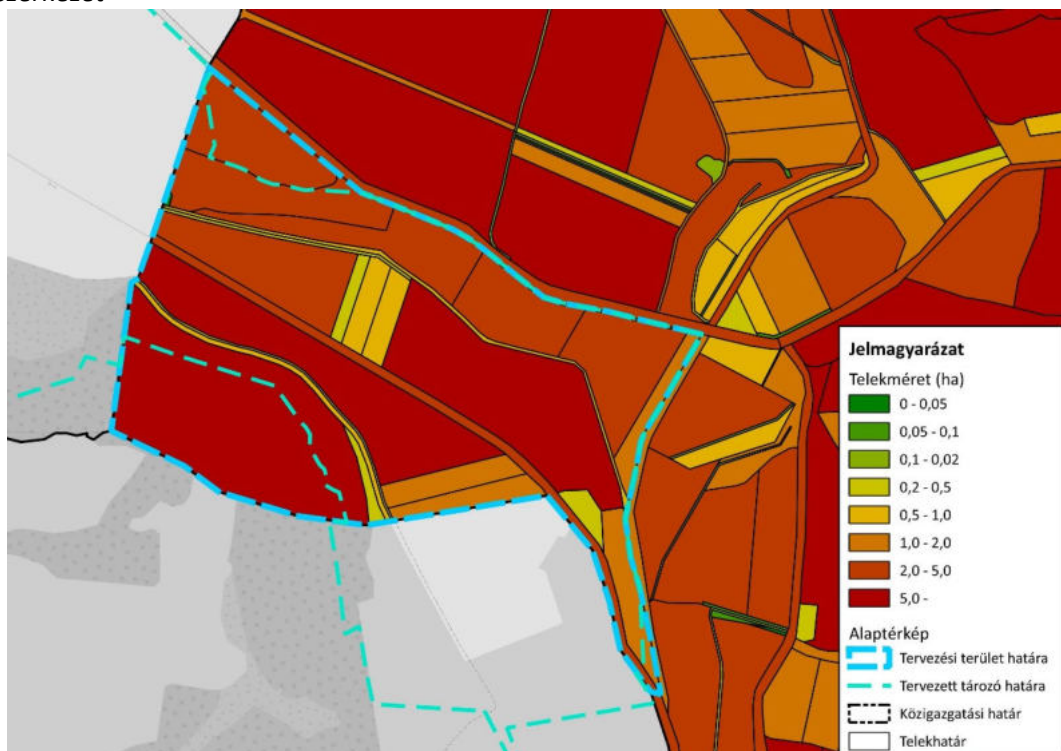 Jelmagyarázat
Telekméret (ha)
0 - 0,05
0,05 - 0,1
0,1 - 0,02
0,2 - 0,5
0,5 - 1,0
1,0 - 2,0
2,0 - 5,0
5,0 -
Alaptérkép
Tervezési terület határa
Tervezett tározó határa
Közigazgatási határ
Telekhatár